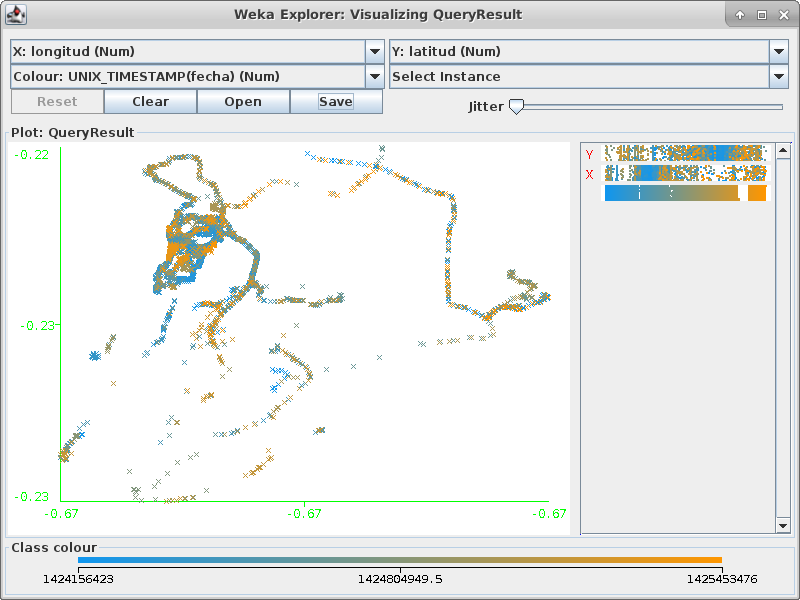 Weka Explorer: Visualizing QueryResult
X: longitud (Num)
Y: latitud (Num)
Colour: UNIX_TIMESTAMP(fecha) (Num)
Select Instance
Reset
Clear
Open
Save
Jitter
Plot: QueryResult
-0.22
-0.23
-0.23
-0.67
-0.67
-0.67
Y
X
Class colour
1424156423
1424804949.5
1425453476